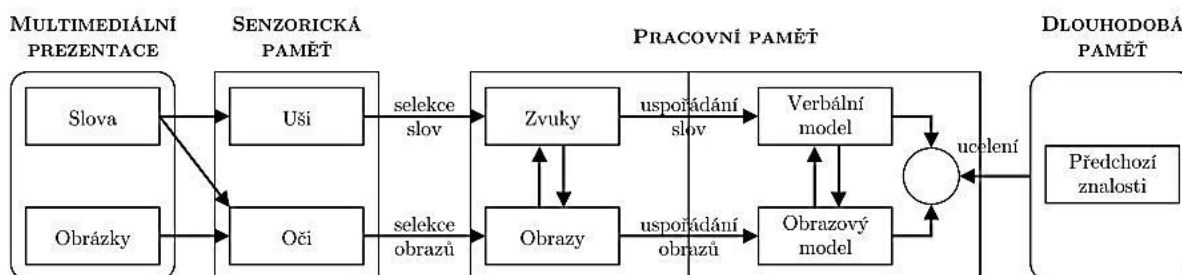 MULTIMEDIÁLNÍ
PREZENTACE
SENZORICKÁ
PAMĚŤ
PRACOVNÍ PAMĚŤ
DLOUHODOBÁ
PAMĚŤ
Slova
Uši
selekce
slov
Zvuky
uspořádání
slov
Verbální
model
ucelení
Předchozí
znalosti
Obrázky
Oči
selekce
obrazů
Obrazy
uspořádání
obrazů
Obrazový
model